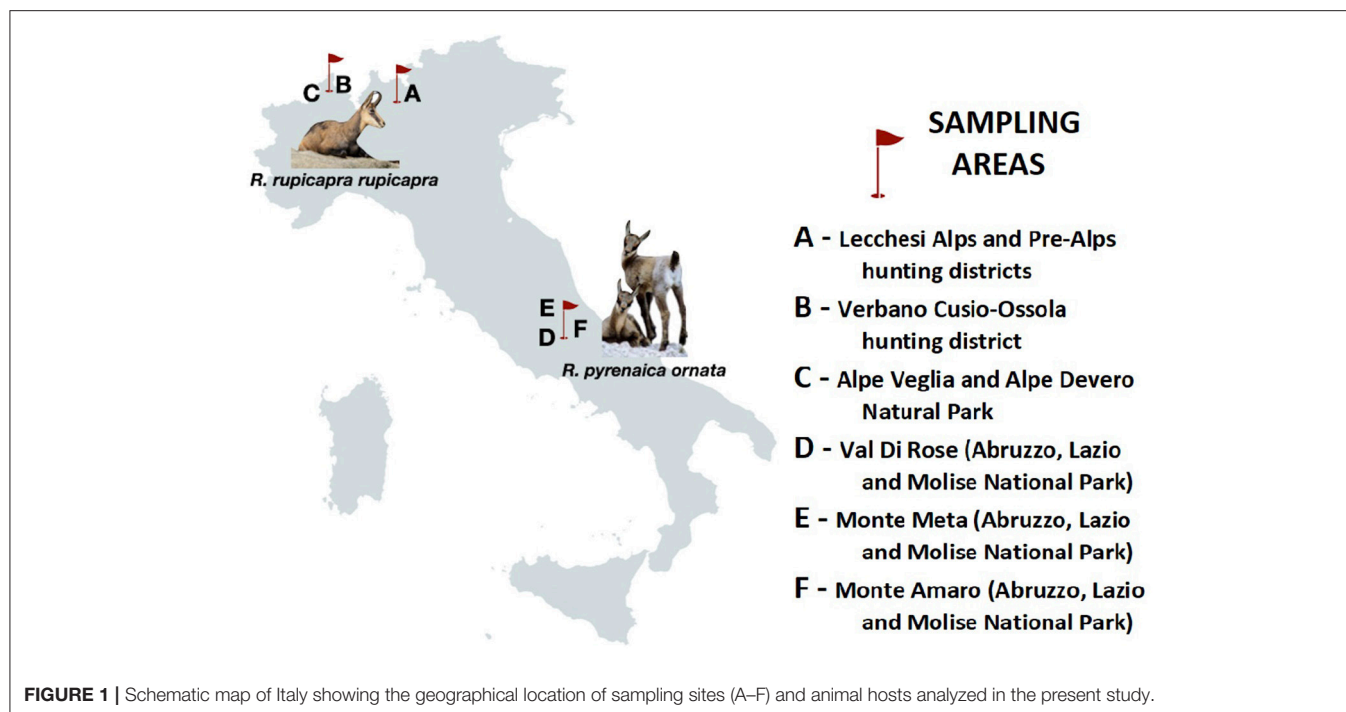 C
B
A
R. rupicapra rupicapra
E
D
F
R. pyrenaica ornata
SAMPLING
AREAS
A - Lecchesi Alps and Pre-Alps
hunting districts
B - Verbano Cusio-Ossola
hunting district
C - Alpe Veglia and Alpe Devero
Natural Park
D - Val Di Rose (Abruzzo, Lazio
and Molise National Park)
E - Monte Meta (Abruzzo, Lazio
and Molise National Park)
F - Monte Amaro (Abruzzo, Lazio
and Molise National Park)
FIGURE 1 | Schematic map of Italy showing the geographical location of sampling sites (A–F) and animal hosts analyzed in the present study.